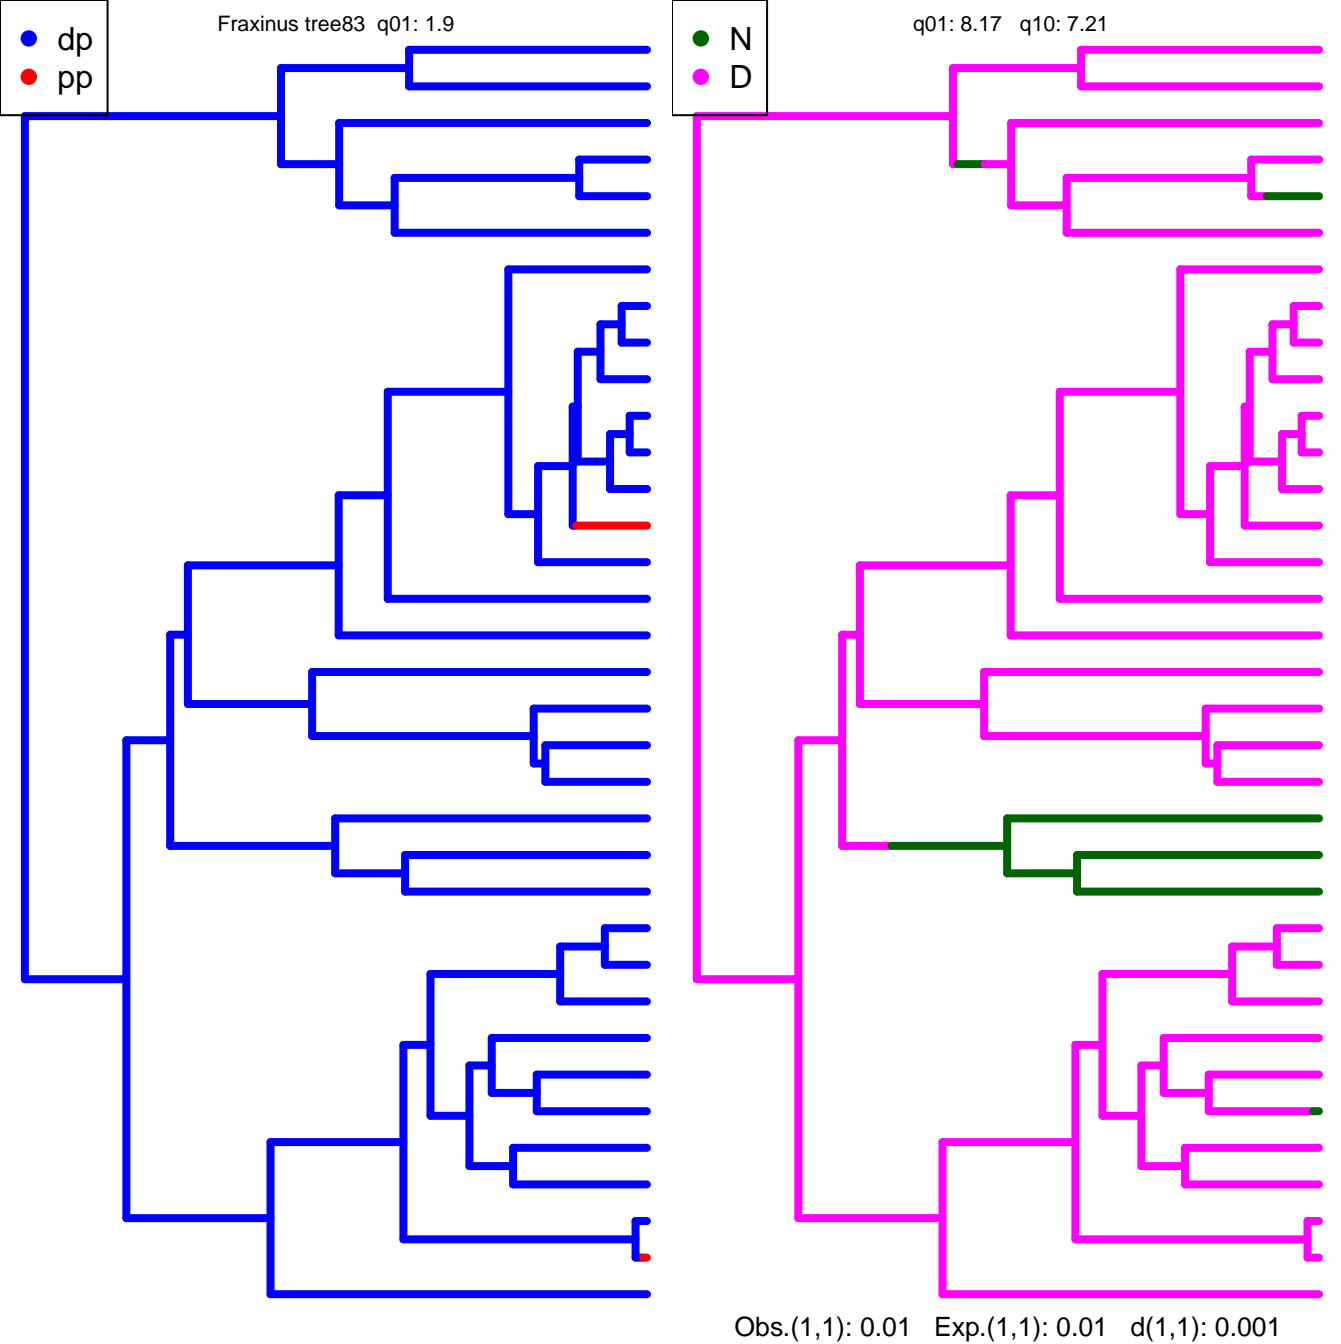 Fraxinus tree83  q01: 1.9
dp
pp
q01: 8.17   q10: 7.21
N
D
Obs.(1,1): 0.01   Exp.(1,1): 0.01   d(1,1): 0.001